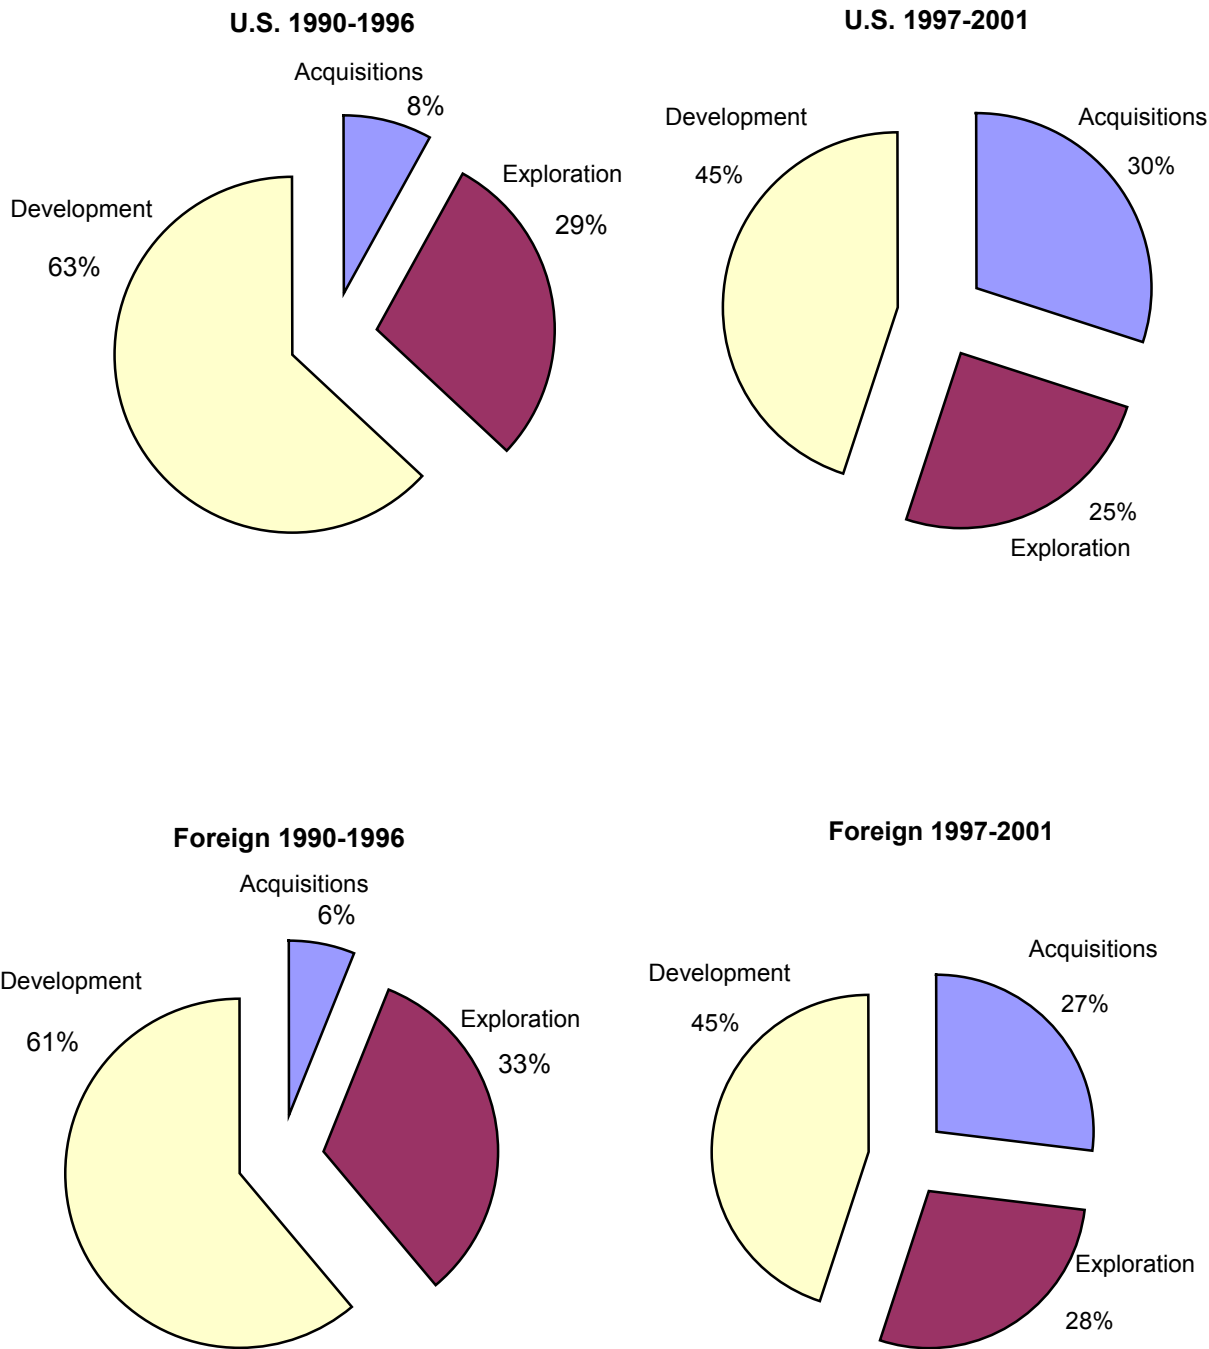 U.S. 1990-1996
Acquisitions
8%
Exploration
29%
Development
63%
U.S. 1997-2001
Development
45%
Acquisitions
30%
25%
Exploration
Foreign 1990-1996
Acquisitions
6%
Development
61%
Exploration
33%
Foreign 1997-2001
Acquisitions
27%
Development
45%
Exploration
28%